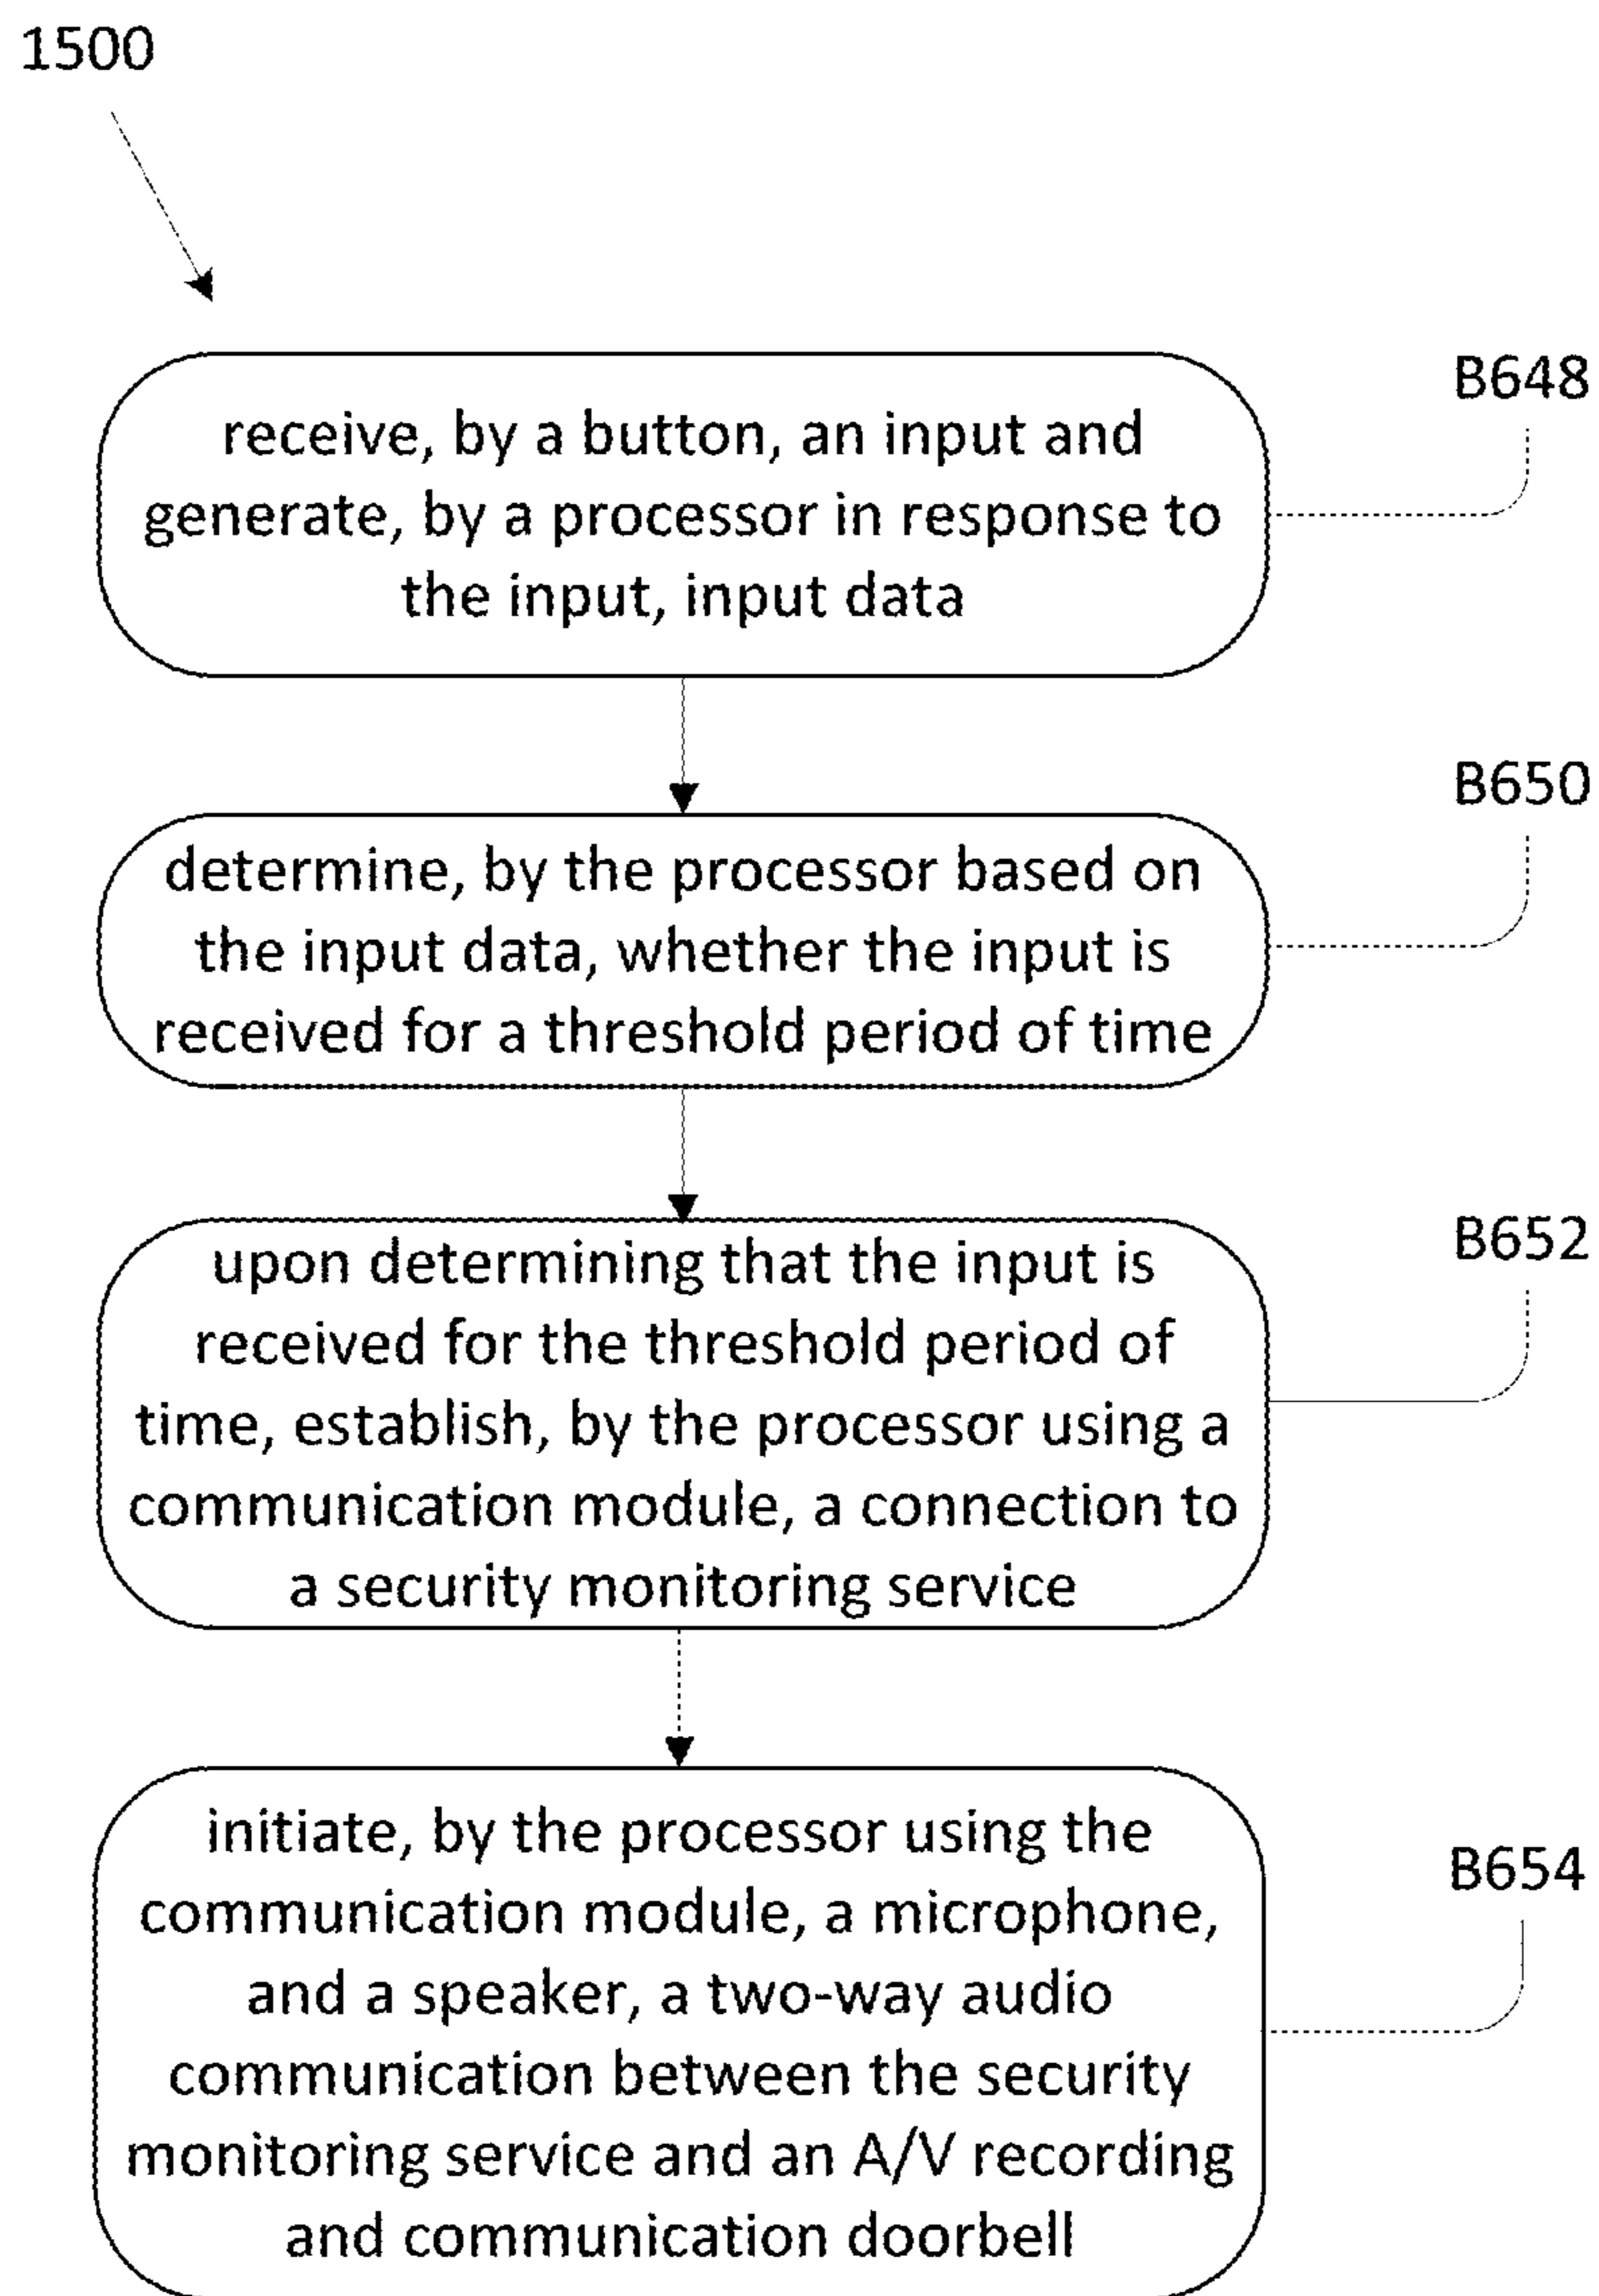 1500
B648
receive, by a button, an input and
generate, by a processor in response to
the input, input data
B650
determine, by the processor based on
the input data, whether the input is
received for a threshold period of time
B652
upon determining that the input is
received for the threshold period of
time, establish, by the processor using a
communication module, a connection to
a security monitoring service
B654
initiate, by the processor using the
communication module, a microphone,
and a speaker, a two-way audio
communication between the security
monitoring service and an A/V recording
and communication doorbell